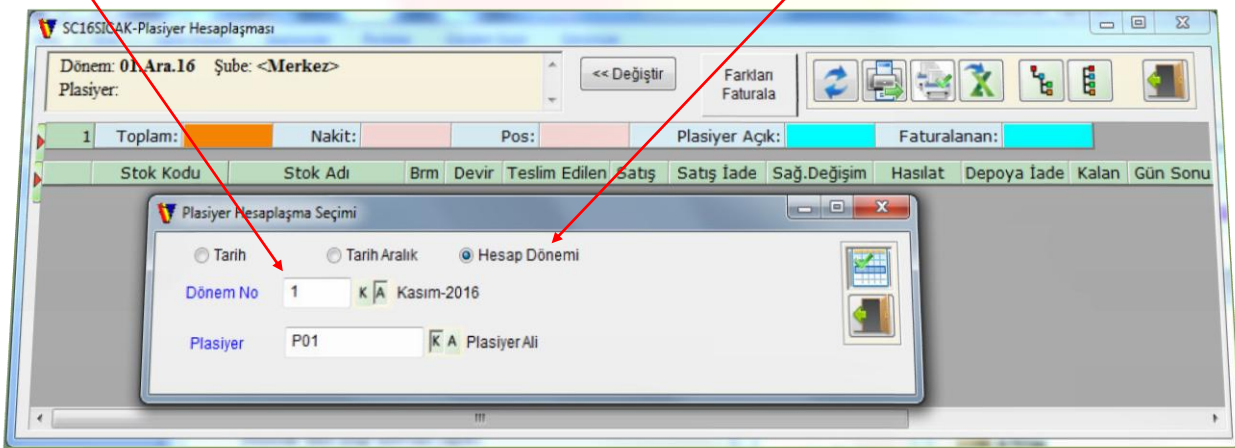 SC16SICAK-Plasiyer Hesaplaşması
Dönem: 01.Ara.16 Şube: <Merkez>
Plasiyer:
<< Değiştir
Farkları
Faturala
1 Toplam: Nakit: Pos: Plasiyer Açık: Faturalanan:
Stok Kodu Stok Adı Brm Devir Teslim Edilen Satış Satış İade Sağ.Değişim Hasılat Depoya İade Kalan Gün Sonu
Plasiyer Hesaplaşma Seçimi
Tarih Tarih Aralık Hesap Dönemi
Dönem No 1 K A Kasım-2016
Plasiyer P01 K A Plasiyer Ali